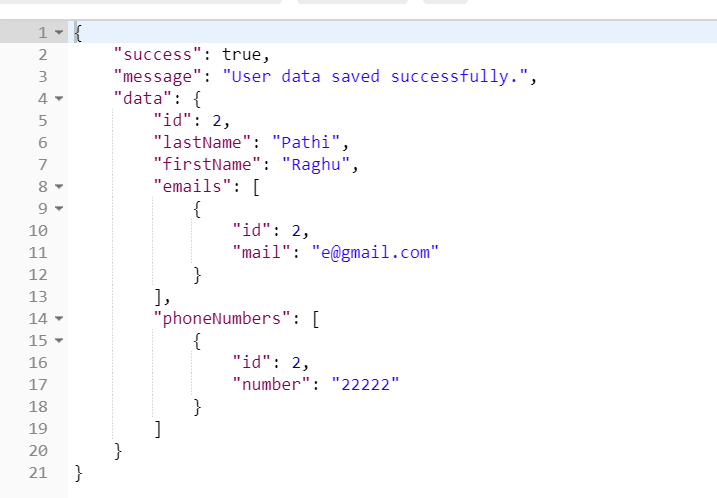 1 {
2     "success": true,
3     "message": "User data saved successfully.",
4     "data": {
5         "id": 2,
6         "lastName": "Pathi",
7         "firstName": "Raghu",
8         "emails": [
9             {
10                 "id": 2,
11                 "mail": "e@gmail.com"
12             }
13         ],
14         "phoneNumbers": [
15             {
16                 "id": 2,
17                 "number": "22222"
18             }
19         ]
20     }
21 }